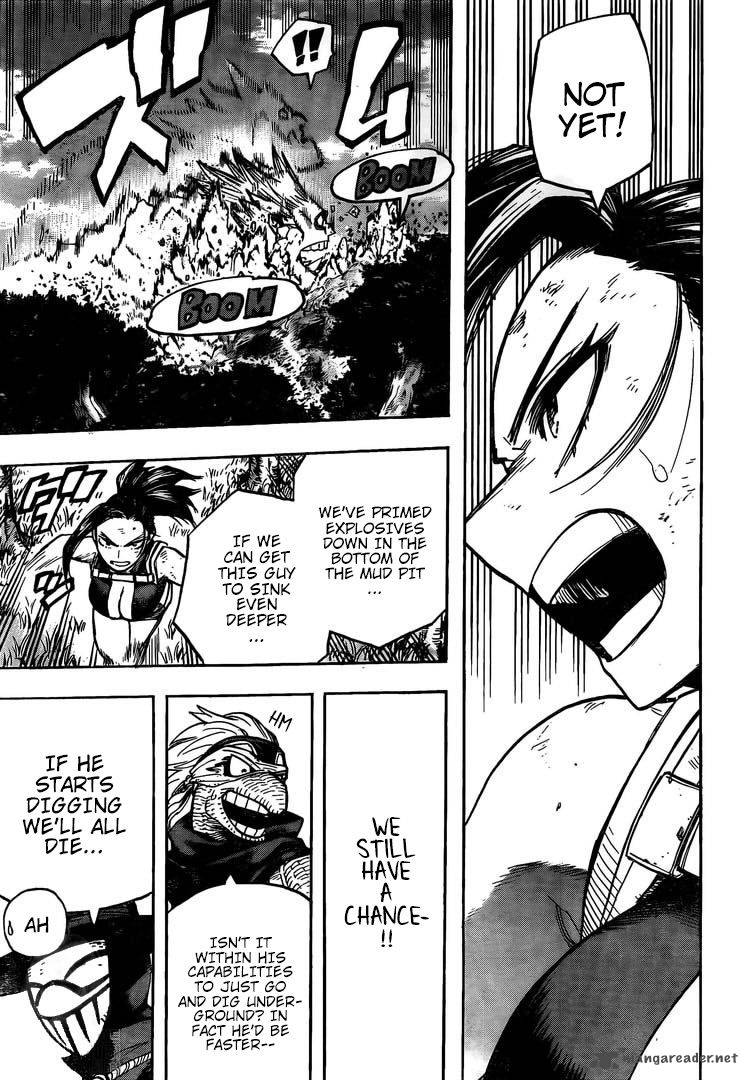 NOT
YET!
!!
ズ
ム
BOOM
BOOM
WE'VE PRIMED
EXPLOSIVES
DOWN IN THE
BOTTOM OF
THE MUD PIT
...
IF WE
CAN GET
THIS GUY
TO SINK
EVEN
DEEPER
...
WE
STILL
HAVE
A
CHANCE-
!!
HM
ISN'T IT
WITHIN HIS
CAPABILITIES
TO JUST GO
AND DIG UNDER-
GROUND? IN
FACT HE'D BE
FASTER--
IF HE
STARTS
DIGGING
WE'LL ALL
DIE...
AH
mangareader.net